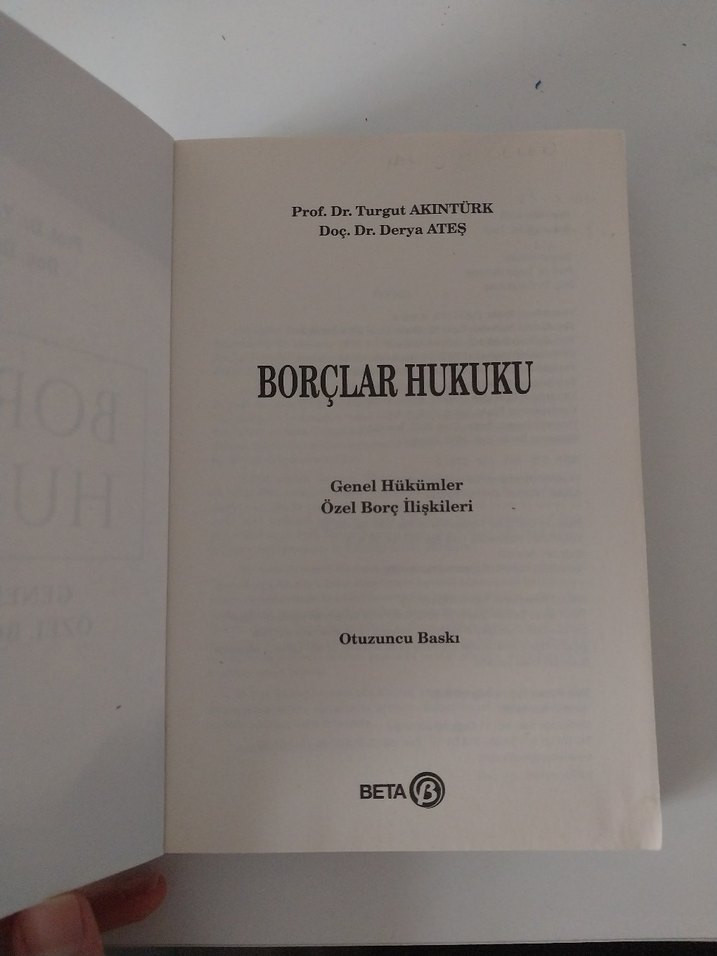 Prof. Dr. Turgut AKINTÜRK
Doç. Dr. Derya ATEŞ
BORÇLAR HUKUKU
Genel Hükümler
Özel Borç İlişkileri
Otuzuncu Baskı
BETA